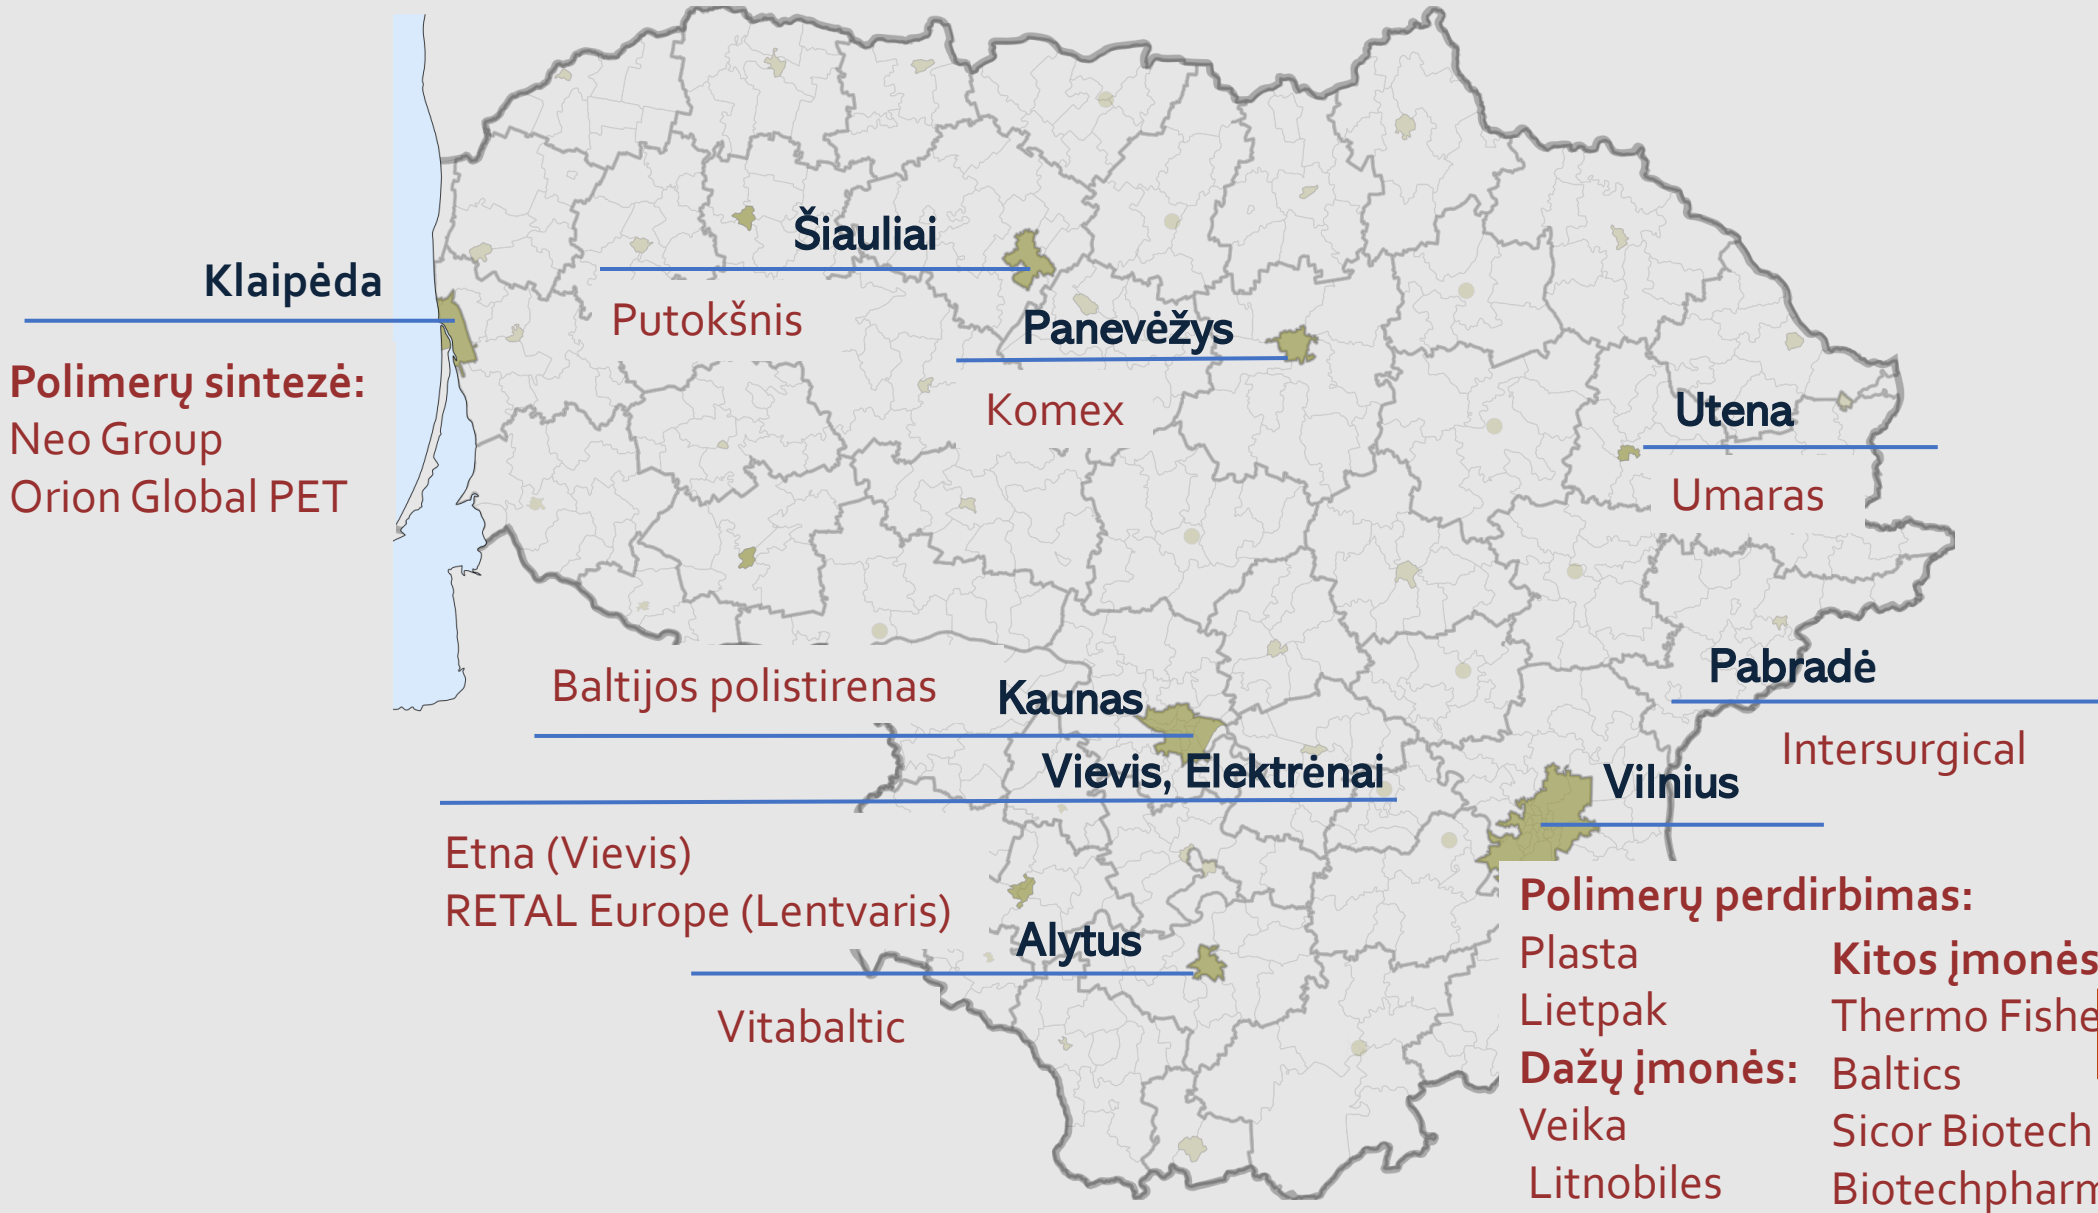 Klaipėda
Polimerų sintezė:
Neo Group
Orion Global PET
Šiauliai
Putokšnis
Panevėžys
Komex
Utena
Umaras
Pabradė
Intersurgical
Baltijos polistirenas
Kaunas
Vievis, Elektrėnai
Etna (Vievis)
RETAL Europe (Lentvaris)
Alytus
Vitabaltic
Vilnius
Polimerų perdirbimas:
Plasta
Lietpak
Dažų įmonės:
Veika
Litnobiles
Kitos įmonės
Thermo Fishe
Baltics
Sicor Biotech
Biotechpharm